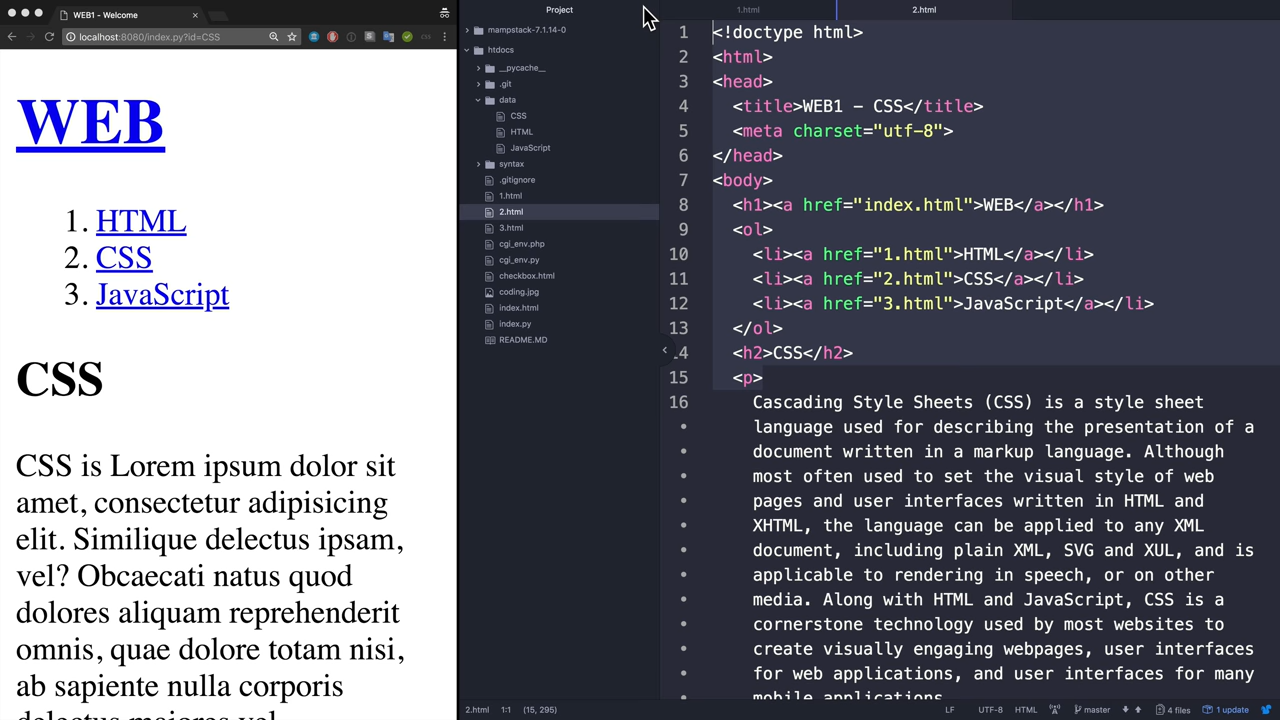 WEB1 - Welcome
localhost:8080/index.py?id=CSS
WEB
1. HTML
2. CSS
3. JavaScript
CSS
CSS is Lorem ipsum dolor sit
amet, consectetur adipisicing
elit. Similique delectus ipsam,
vel? Obcaecati natus quod
dolores aliquam reprehenderit
omnis, quae dolore totam nisi,
ab sapiente nulla corporis
delectus maiores vel
Project
mampstack-7.1.14-0
htdocs
__pycache__
.git
data
CSS
HTML
JavaScript
syntax
.gitignore
1.html
2.html
3.html
cgi_env.php
cgi_env.py
checkbox.html
coding.jpg
index.html
index.py
README.MD
1.html
2.html
1 <!doctype html>
2 <html>
3 <head>
4 <title>WEB1 – CSS</title>
5 <meta charset="utf-8">
6 </head>
7 <body>
8 <h1><a href="index.html">WEB</a></h1>
9 <ol>
10 <li><a href="1.html">HTML</a></li>
11 <li><a href="2.html">CSS</a></li>
12 <li><a href="3.html">JavaScript</a></li>
13 </ol>
14 <h2>CSS</h2>
15 <p>
16 Cascading Style Sheets (CSS) is a style sheet
language used for describing the presentation of a
document written in a markup language. Although
most often used to set the visual style of web
pages and user interfaces written in HTML and
XHTML, the language can be applied to any XML
document, including plain XML, SVG and XUL, and is
applicable to rendering in speech, or on other
media. Along with HTML and JavaScript, CSS is a
cornerstone technology used by most websites to
create visually engaging webpages, user interfaces
for web applications, and user interfaces for many
mobile applications.
2.html 1:1 (15, 295) LF UTF-8 HTML master 4 files 1 update